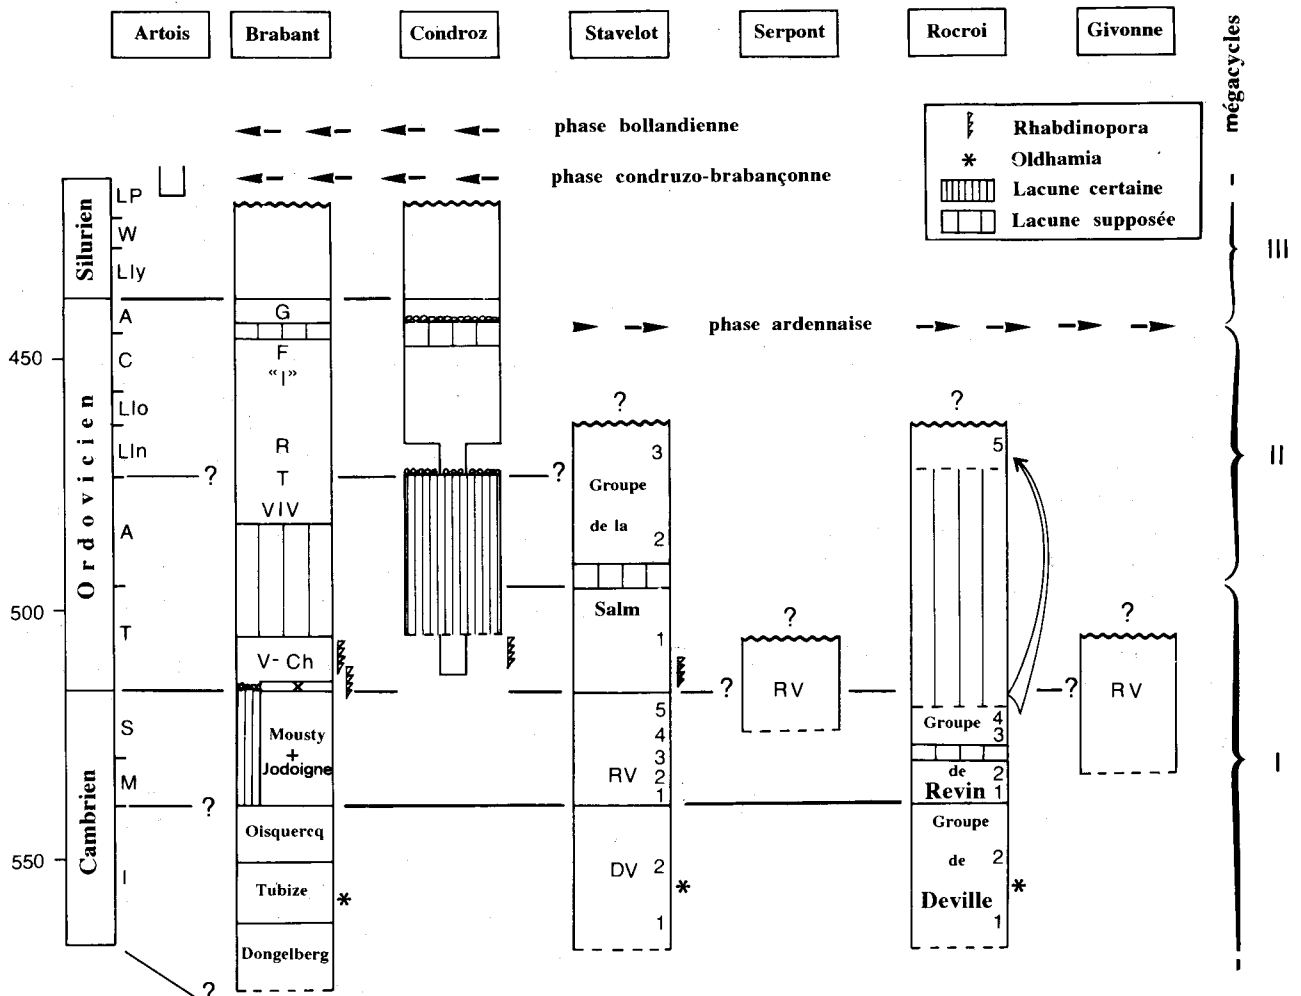 Artois
Brabant
Condroz
Stavelot
Serpont
Rocroi
Givonne
mégacycles
phase bollandienne
phase condruzo-brabançonne
Rhabdinopora
* Oldhamia
Lacune certaine
Lacune supposée
phase ardennaise
Silurien
Ordovicien
Cambrien
450
500
550
LP
W
Lly
A
C
Llo
Lln
A
T
S
M
I
?
?
?
G
F
“I”
R
T
VIV
V-Ch
x
Mousty
+
Jodoigne
Oisquercq
Tubize
*
Dongelberg
?
?
3
Groupe
de la
2
Salm
1
5
4
3
RV 2
1
DV 2
*
1
?
?
RV
?
5
Groupe 4
3
de 2
Revin 1
Groupe
de 2
*
Deville
1
?
?
RV
III
II
I